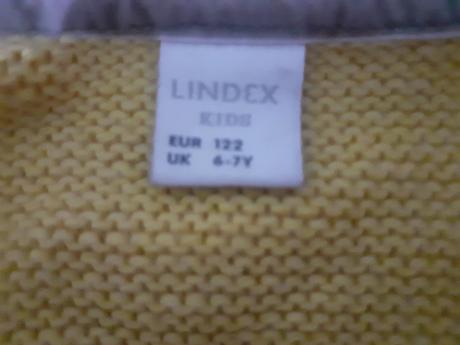 LINDEX
KIDS
EUR 122
UK 6-7Y